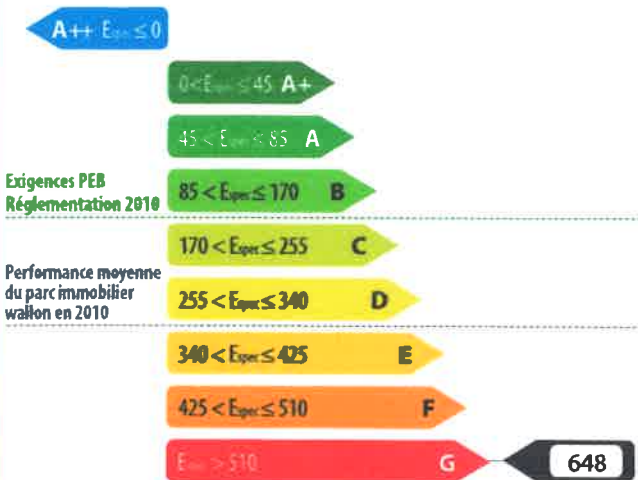 A++ Espec ≤ 0
0 < Espec ≤ 45 A+
45 < Espec ≤ 85 A
Exigences PEB
Réglementation 2010
85 < Espec ≤ 170 B
170 < Espec ≤ 255 C
Performance moyenne
du parc immobilier
wallon en 2010
255 < Espec ≤ 340 D
340 < Espec ≤ 425 E
425 < Espec ≤ 510 F
Espec > 510 G
648